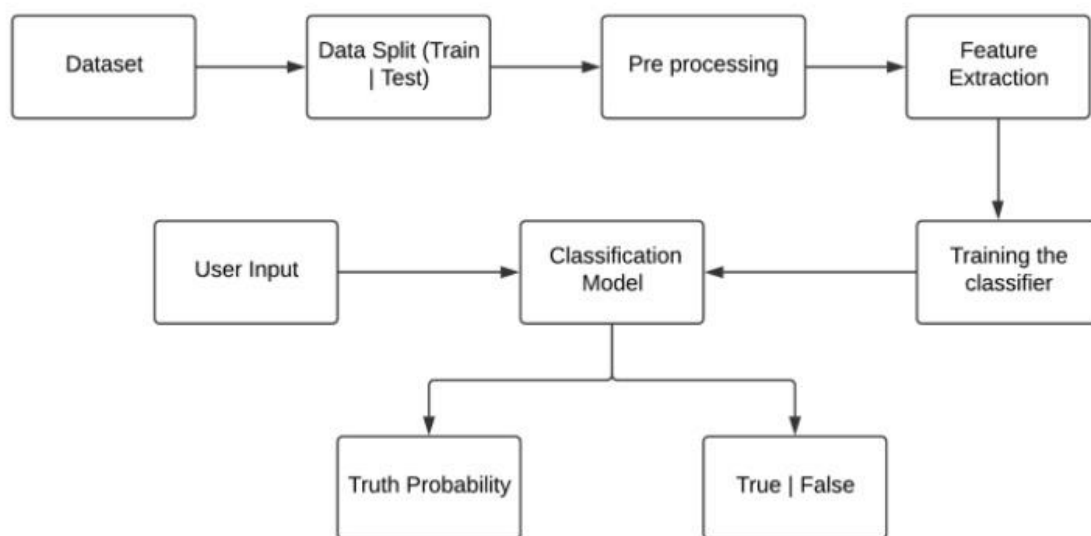 Dataset
Data Split (Train
| Test)
Pre processing
Feature
Extraction
User Input
Classification
Model
Training the
classifier
Truth Probability
True | False